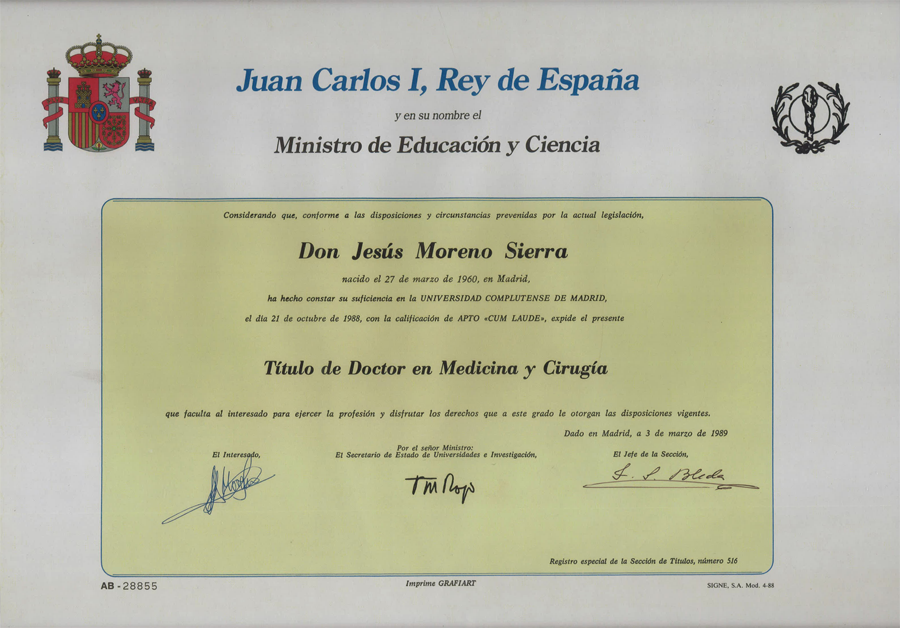 Juan Carlos I, Rey de España
y en su nombre el
Ministro de Educación y Ciencia
Considerando que, conforme a las disposiciones y circunstancias prevenidas por la actual legislación,
Don Jesús Moreno Sierra
nacido el 27 de marzo de 1960, en Madrid,
ha hecho constar su suficiencia en la UNIVERSIDAD COMPLUTENSE DE MADRID,
el día 21 de octubre de 1988, con la calificación de APTO «CUM LAUDE», expide el presente
Título de Doctor en Medicina y Cirugía
que faculta al interesado para ejercer la profesión y disfrutar los derechos que a este grado le otorgan las disposiciones vigentes.
Dado en Madrid, a 3 de marzo de 1989
El Interesado,
Por el señor Ministro:
El Secretario de Estado de Universidades e Investigación,
El Jefe de la Sección,
Registro especial de la Sección de Títulos, número 516
AB - 28855
Imprime GRAFIART
SIGNE, S.A. Mod. 4-88